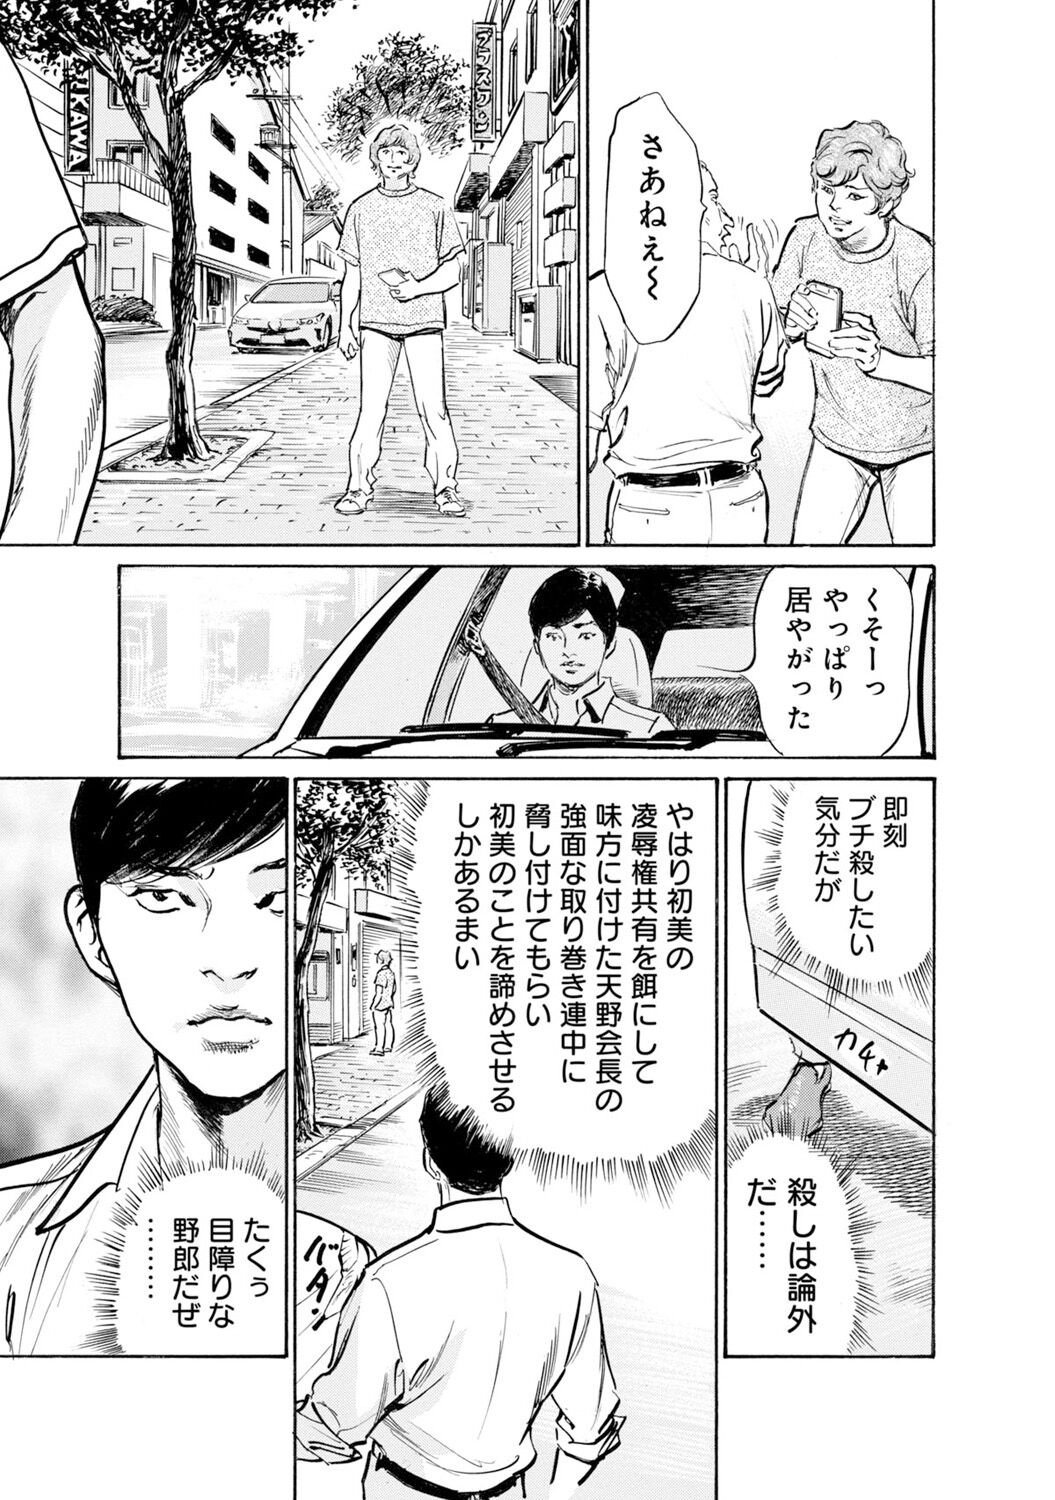 さあねぇ〜
プラスワン
UKAWA
くそーっ
やっぱり
居やがった
即刻
ブチ殺したい
気分だが
カチャ
殺しは論外
だ……
やはり初美の
凌辱権共有を餌にして
味方に付けた天野会長の
強面な取り巻き連中に
脅し付けてもらい
初美のことを諦めさせる
しかあるまい
バタン
たくぅ
目障りな
野郎だぜ
………